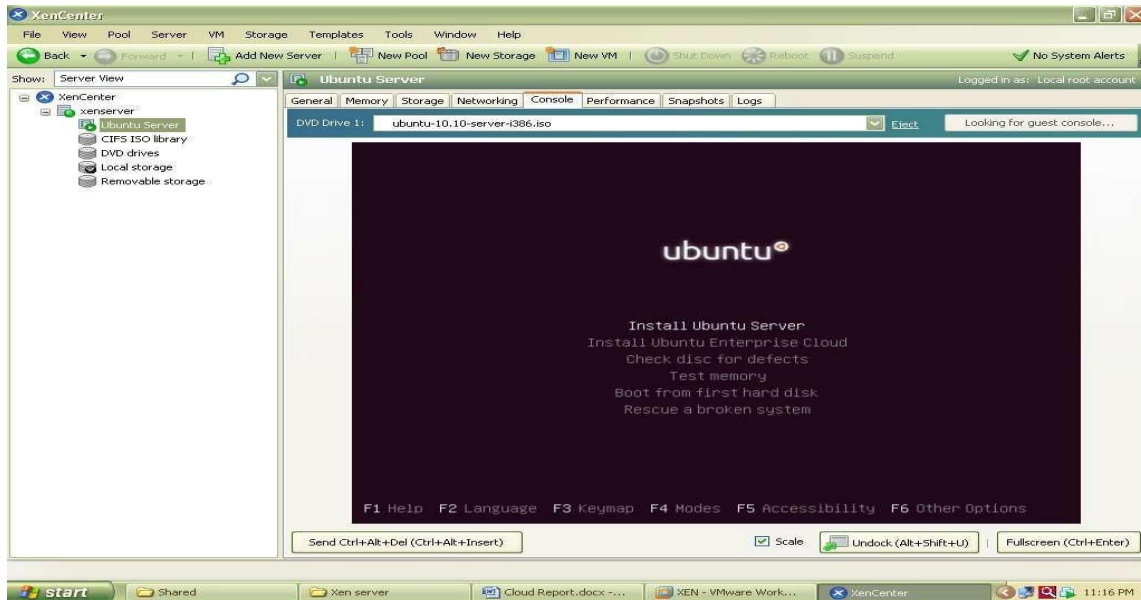 XenCenter
File View Pool Server VM Storage Templates Tools Window Help
Back Forward Add New Server New Pool New Storage New VM Shut Down Reboot Suspend No System Alerts
Show: Server View
Ubuntu Server
Logged in as: Local root account
XenCenter
xenserver
Ubuntu Server
CIFS ISO library
DVD drives
Local storage
Removable storage
General Memory Storage Networking Console Performance Snapshots Logs
DVD Drive 1: ubuntu-10.10-server-i386.iso Eject Looking for guest console...
ubuntu
Install Ubuntu Server
Install Ubuntu Enterprise Cloud
Check disc for defects
Test memory
Boot from first hard disk
Rescue a broken system
F1 Help F2 Language F3 Keymap F4 Modes F5 Accessibility F6 Other Options
Send Ctrl+Alt+Del (Ctrl+Alt+Insert) Scale Undock (Alt+Shift+U) Fullscreen (Ctrl+Enter)
start Shared Xen server Cloud Report.docx -... XEN - VMware Work... XenCenter 11:16 PM